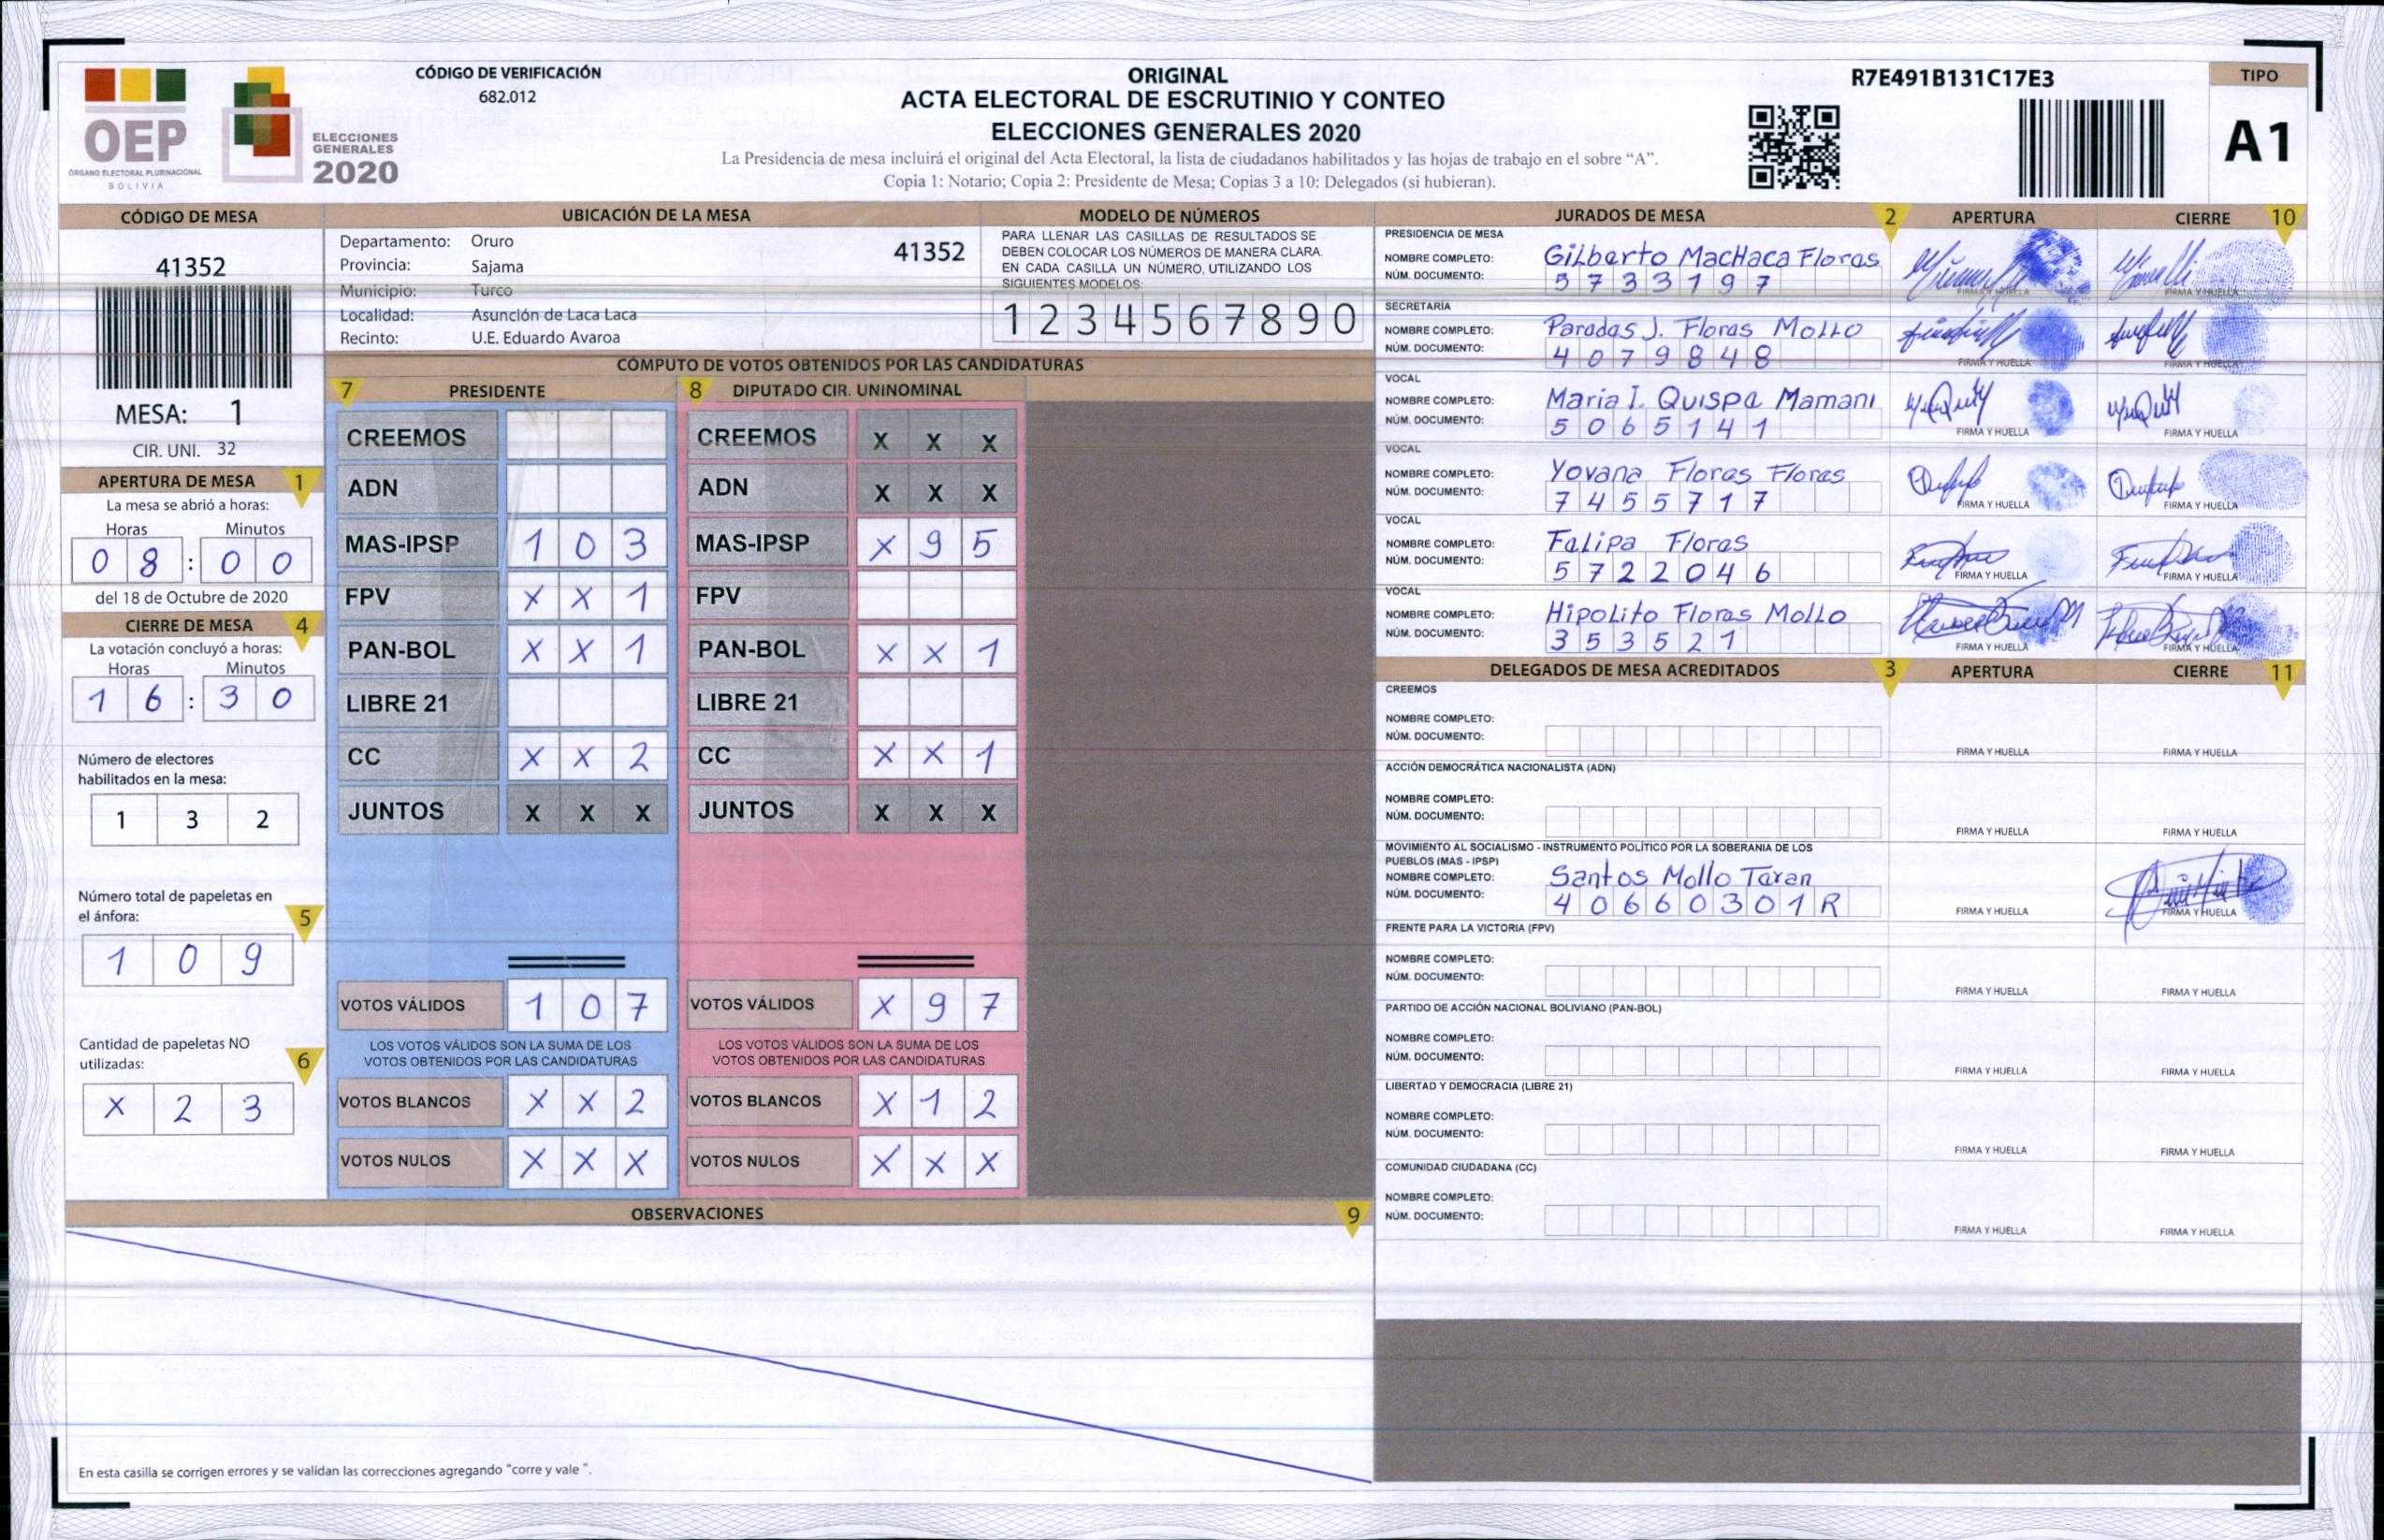 OEP
ÓRGANO ELECTORAL PLURINACIONAL
BOLIVIA
ELECCIONES
GENERALES
2020
CÓDIGO DE VERIFICACIÓN
682.012
ORIGINAL
ACTA ELECTORAL DE ESCRUTINIO Y CONTEO
ELECCIONES GENERALES 2020
La Presidencia de mesa incluirá el original del Acta Electoral, la lista de ciudadanos habilitados y las hojas de trabajo en el sobre “A”.
Copia 1: Notario; Copia 2: Presidente de Mesa; Copias 3 a 10: Delegados (si hubieran).
R7E491B131C17E3
TIPO
A1
CÓDIGO DE MESA
41352
MESA: 1
CIR. UNI. 32
APERTURA DE MESA 1
La mesa se abrió a horas:
Horas Minutos
0 8 : 0 0
del 18 de Octubre de 2020
CIERRE DE MESA 4
La votación concluyó a horas:
Horas Minutos
1 6 : 3 0
Número de electores
habilitados en la mesa:
1 3 2
Número total de papeletas en
el ánfora: 5
1 0 9
Cantidad de papeletas NO
utilizadas: 6
X 2 3
UBICACIÓN DE LA MESA
Departamento: Oruro
Provincia: Sajama
Municipio: Turco
Localidad: Asunción de Laca Laca
Recinto: U.E. Eduardo Avaroa
41352
MODELO DE NÚMEROS
PARA LLENAR LAS CASILLAS DE RESULTADOS SE
DEBEN COLOCAR LOS NÚMEROS DE MANERA CLARA.
EN CADA CASILLA UN NÚMERO, UTILIZANDO LOS
SIGUIENTES MODELOS:
1 2 3 4 5 6 7 8 9 0
CÓMPUTO DE VOTOS OBTENIDOS POR LAS CANDIDATURAS
7 PRESIDENTE
CREEMOS
ADN
MAS-IPSP 1 0 3
FPV X X 1
PAN-BOL X X 1
LIBRE 21
CC X X 2
JUNTOS X X X
VOTOS VÁLIDOS 1 0 7
LOS VOTOS VÁLIDOS SON LA SUMA DE LOS
VOTOS OBTENIDOS POR LAS CANDIDATURAS
VOTOS BLANCOS X X 2
VOTOS NULOS X X X
8 DIPUTADO CIR. UNINOMINAL
CREEMOS X X X
ADN X X X
MAS-IPSP X 9 5
FPV
PAN-BOL X X 1
LIBRE 21
CC X X 1
JUNTOS X X X
VOTOS VÁLIDOS X 9 7
LOS VOTOS VÁLIDOS SON LA SUMA DE LOS
VOTOS OBTENIDOS POR LAS CANDIDATURAS
VOTOS BLANCOS X 1 2
VOTOS NULOS X X X
OBSERVACIONES 9
En esta casilla se corrigen errores y se validan las correcciones agregando "corre y vale ".
JURADOS DE MESA 2 APERTURA CIERRE 10
PRESIDENCIA DE MESA
NOMBRE COMPLETO: Gilberto Machaca Floras
NÚM. DOCUMENTO: 5 7 3 3 1 9 7
FIRMA Y HUELLA FIRMA Y HUELLA
SECRETARÍA
NOMBRE COMPLETO: Paradas J. Floras Mollo
NÚM. DOCUMENTO: 4 0 7 9 8 4 8
FIRMA Y HUELLA FIRMA Y HUELLA
VOCAL
NOMBRE COMPLETO: Maria I. Quispa Mamani
NÚM. DOCUMENTO: 5 0 6 5 1 4 1
FIRMA Y HUELLA FIRMA Y HUELLA
VOCAL
NOMBRE COMPLETO: Yovana Floras Floras
NÚM. DOCUMENTO: 7 4 5 5 7 1 7
FIRMA Y HUELLA FIRMA Y HUELLA
VOCAL
NOMBRE COMPLETO: Falipa Floras
NÚM. DOCUMENTO: 5 7 2 2 0 4 6
FIRMA Y HUELLA FIRMA Y HUELLA
VOCAL
NOMBRE COMPLETO: Hipolito Floras Mollo
NÚM. DOCUMENTO: 3 5 3 5 2 1
FIRMA Y HUELLA FIRMA Y HUELLA
DELEGADOS DE MESA ACREDITADOS 3 APERTURA CIERRE 11
CREEMOS
NOMBRE COMPLETO:
NÚM. DOCUMENTO:
FIRMA Y HUELLA FIRMA Y HUELLA
ACCIÓN DEMOCRÁTICA NACIONALISTA (ADN)
NOMBRE COMPLETO:
NÚM. DOCUMENTO:
FIRMA Y HUELLA FIRMA Y HUELLA
MOVIMIENTO AL SOCIALISMO - INSTRUMENTO POLÍTICO POR LA SOBERANIA DE LOS
PUEBLOS (MAS - IPSP)
NOMBRE COMPLETO: Santos Mollo Taran
NÚM. DOCUMENTO: 4 0 6 6 0 3 0 1 R
FIRMA Y HUELLA FIRMA Y HUELLA
FRENTE PARA LA VICTORIA (FPV)
NOMBRE COMPLETO:
NÚM. DOCUMENTO:
FIRMA Y HUELLA FIRMA Y HUELLA
PARTIDO DE ACCIÓN NACIONAL BOLIVIANO (PAN-BOL)
NOMBRE COMPLETO:
NÚM. DOCUMENTO:
FIRMA Y HUELLA FIRMA Y HUELLA
LIBERTAD Y DEMOCRACIA (LIBRE 21)
NOMBRE COMPLETO:
NÚM. DOCUMENTO:
FIRMA Y HUELLA FIRMA Y HUELLA
COMUNIDAD CIUDADANA (CC)
NOMBRE COMPLETO:
NÚM. DOCUMENTO:
FIRMA Y HUELLA FIRMA Y HUELLA